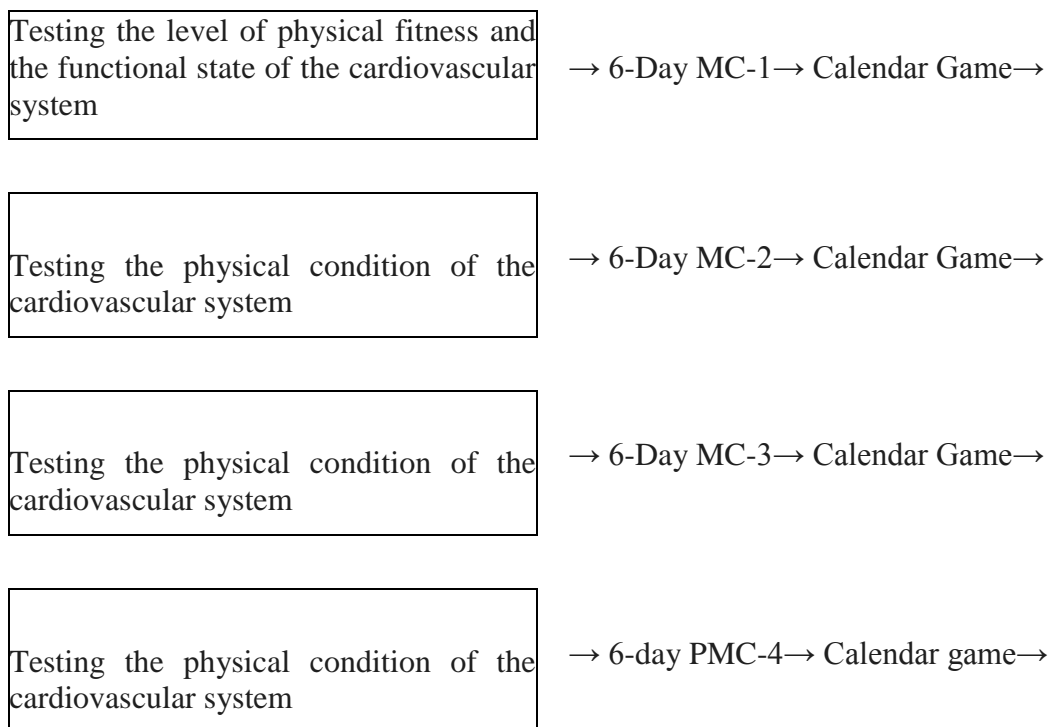 Testing the level of physical fitness and
the functional state of the cardiovascular
system
→ 6-Day MC-1→ Calendar Game→
Testing the physical condition of the
cardiovascular system
→ 6-Day MC-2→ Calendar Game→
Testing the physical condition of the
cardiovascular system
→ 6-Day MC-3→ Calendar Game→
Testing the physical condition of the
cardiovascular system
→ 6-day PMC-4→ Calendar game→